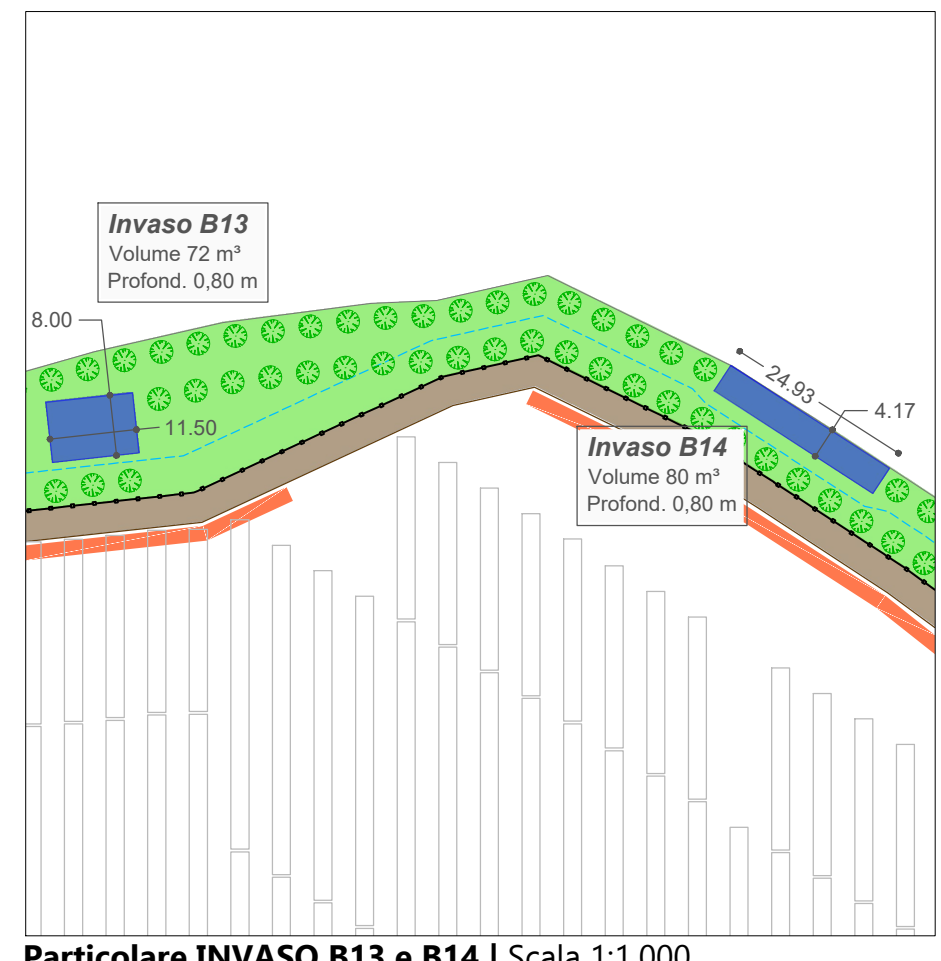 Invaso B13
Volume 72 m³
Profond. 0,80 m
8.00
11.50
24.93
4.17
Invaso B14
Volume 80 m³
Profond. 0,80 m
Particolare INVASO B13 e B14 | Scala 1:1.000